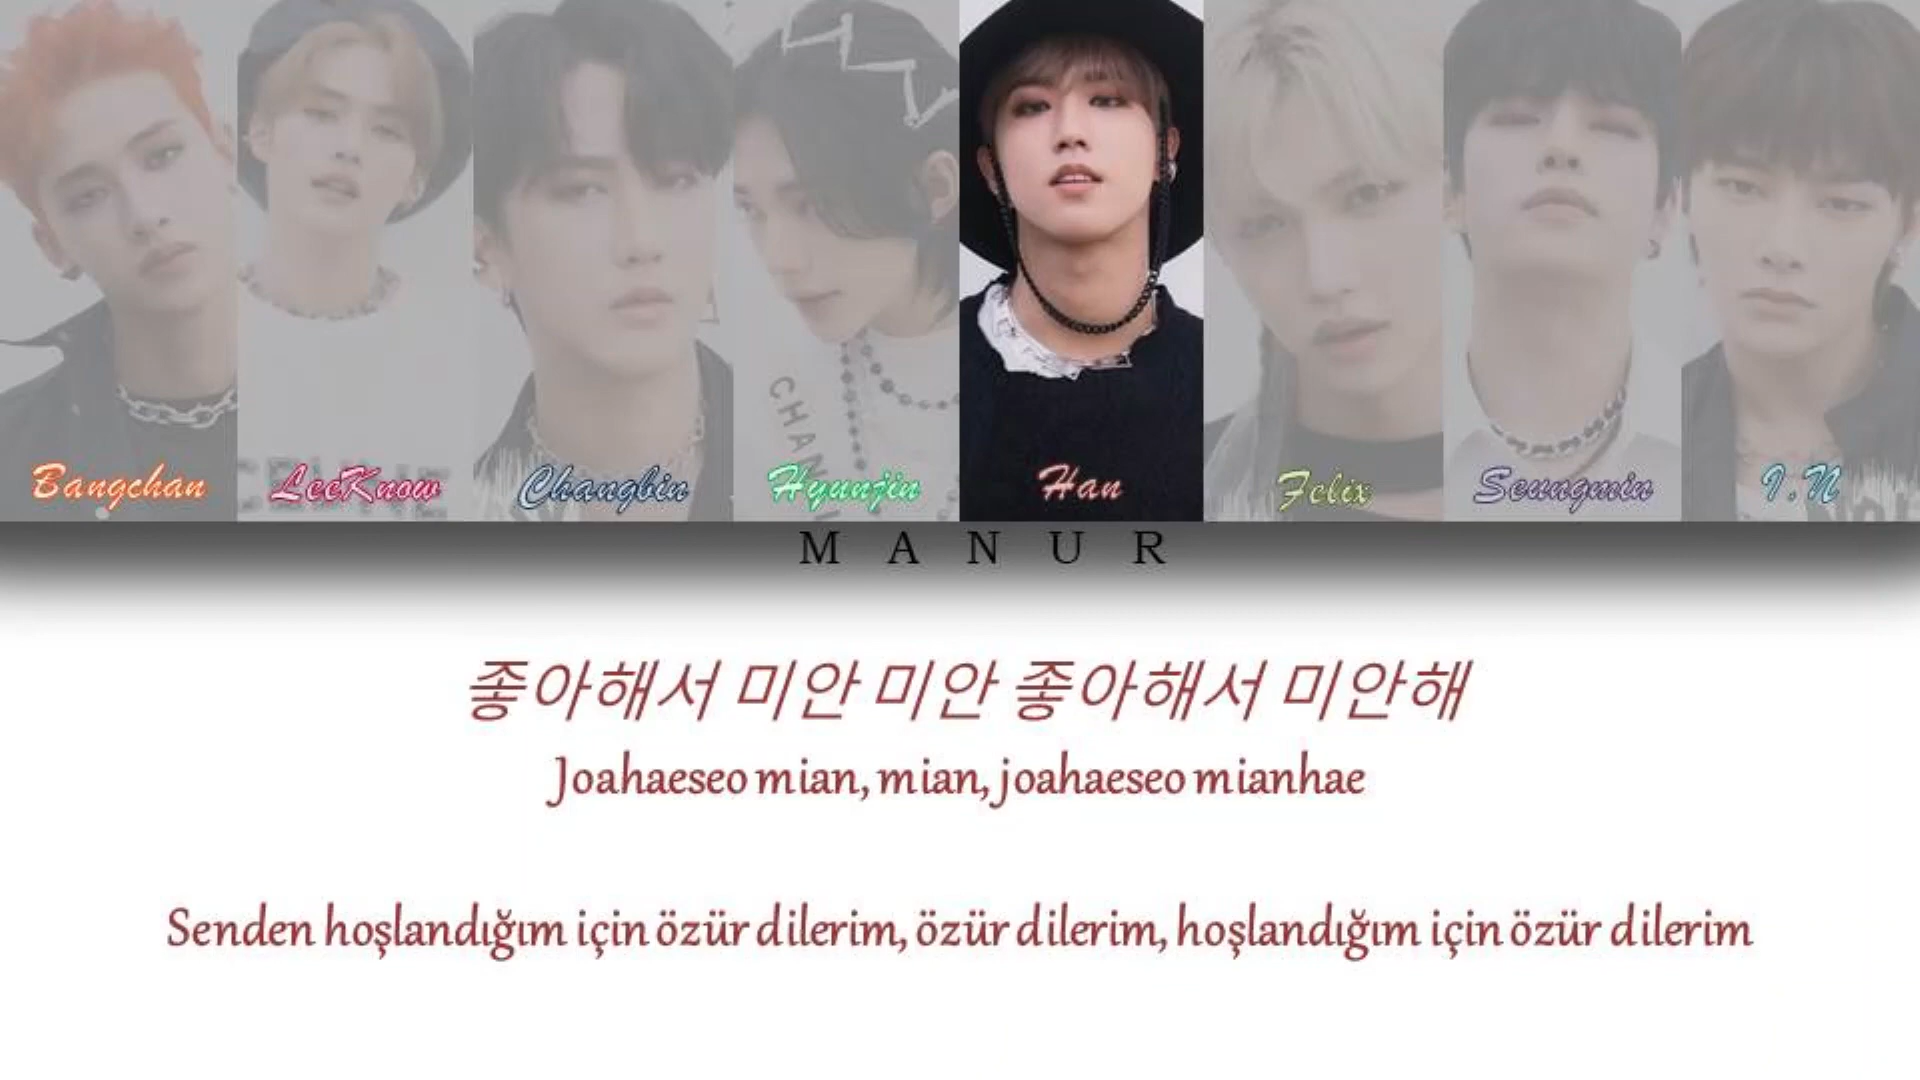 Bangchan LeeKnow Changbin Hyunjin Han Felix Seungmin I.N
M A N U R
좋아해서 미안 미안 좋아해서 미안해
Joahaeseo mian, mian, joahaeseo mianhae
Senden hoşlandığım için özür dilerim, özür dilerim, hoşlandığım için özür dilerim